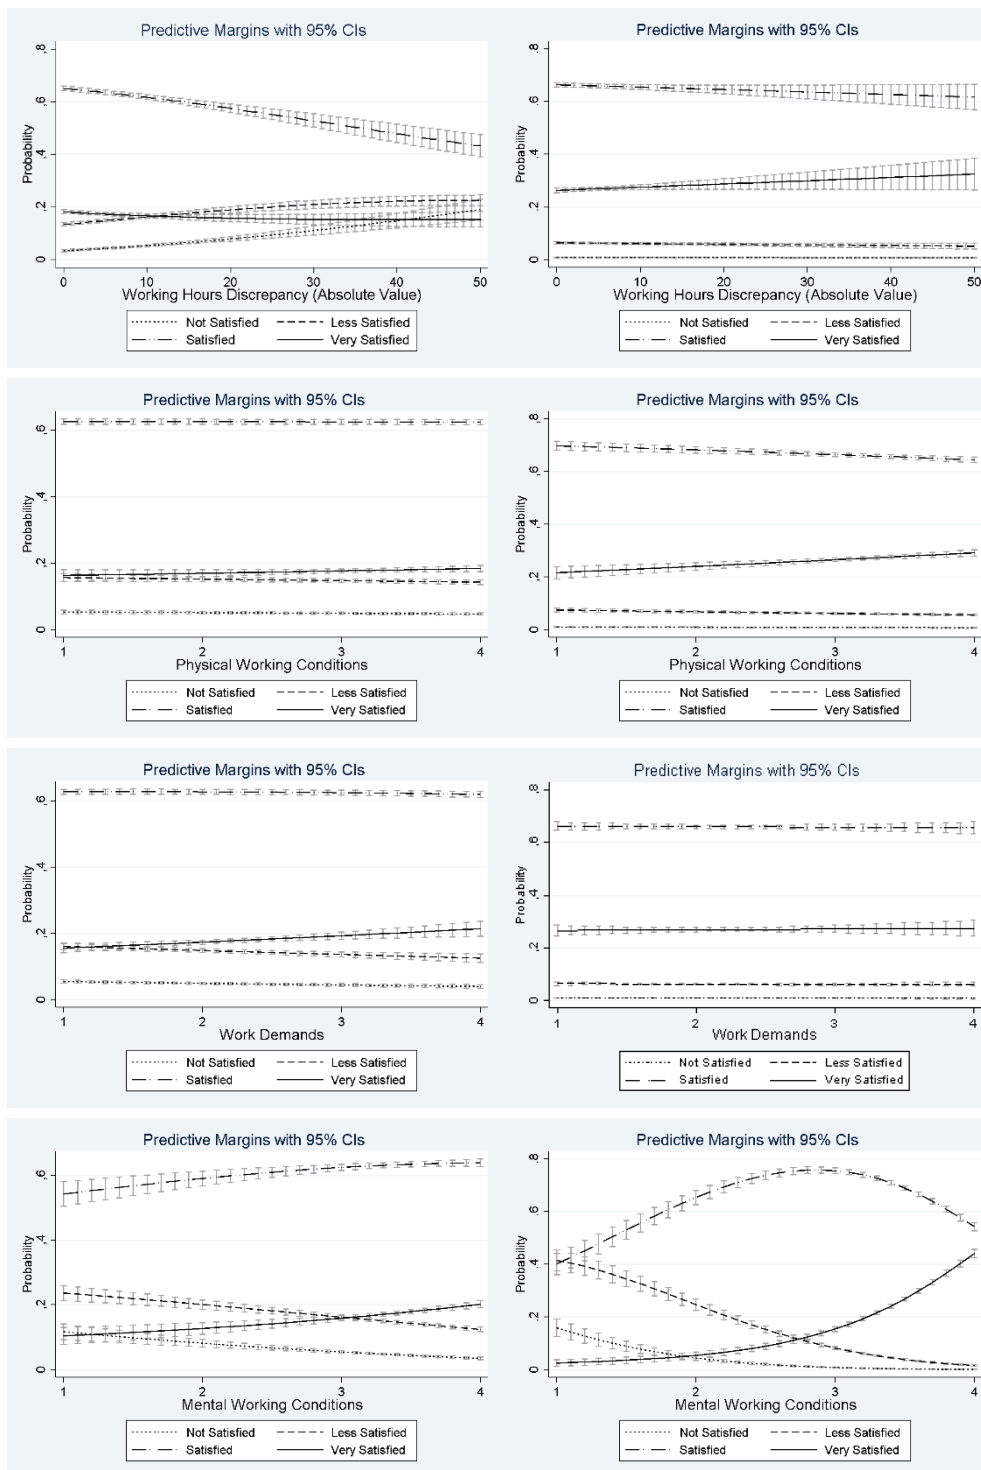 Predictive Margins with 95% CIs
Probability
,8
,6
,4
,2
0
0 10 20 30 40 50
Working Hours Discrepancy (Absolute Value)
Not Satisfied Less Satisfied
Satisfied Very Satisfied
Predictive Margins with 95% CIs
Probability
,8
,6
,4
,2
0
0 10 20 30 40 50
Working Hours Discrepancy (Absolute Value)
Not Satisfied Less Satisfied
Satisfied Very Satisfied
Predictive Margins with 95% CIs
Probability
,6
,4
,2
0
1 2 3 4
Physical Working Conditions
Not Satisfied Less Satisfied
Satisfied Very Satisfied
Predictive Margins with 95% CIs
Probability
,8
,6
,4
,2
0
1 2 3 4
Physical Working Conditions
Not Satisfied Less Satisfied
Satisfied Very Satisfied
Predictive Margins with 95% CIs
Probability
,6
,4
,2
0
1 2 3 4
Work Demands
Not Satisfied Less Satisfied
Satisfied Very Satisfied
Predictive Margins with 95% CIs
Probability
,8
,6
,4
,2
0
1 2 3 4
Work Demands
Not Satisfied Less Satisfied
Satisfied Very Satisfied
Predictive Margins with 95% CIs
Probability
,6
,4
,2
0
1 2 3 4
Mental Working Conditions
Not Satisfied Less Satisfied
Satisfied Very Satisfied
Predictive Margins with 95% CIs
Probability
,8
,6
,4
,2
0
1 2 3 4
Mental Working Conditions
Not Satisfied Less Satisfied
Satisfied Very Satisfied